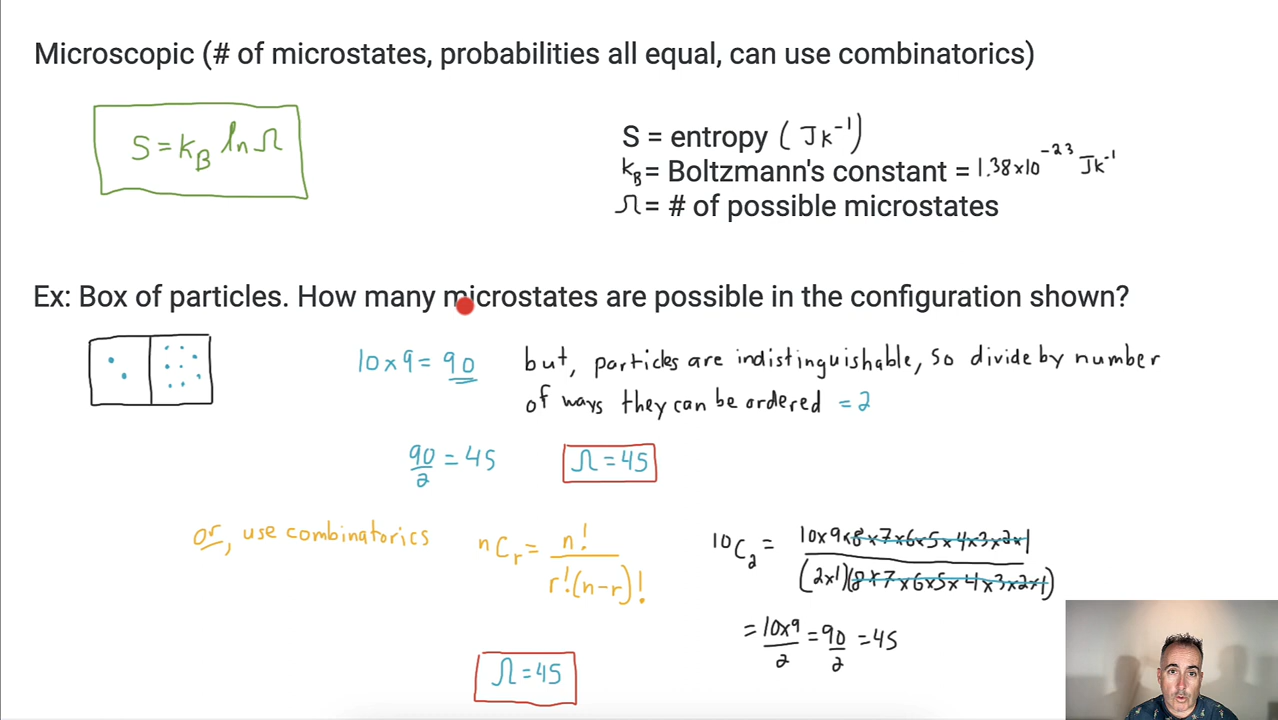 Microscopic (# of microstates, probabilities all equal, can use combinatorics)
S = k_B ln Ω
S = entropy (Jk⁻¹)
k_B = Boltzmann's constant = 1.38×10⁻²³ Jk⁻¹
Ω = # of possible microstates
Ex: Box of particles. How many microstates are possible in the configuration shown?
10×9 = 90 but, particles are indistinguishable, so divide by number
of ways they can be ordered = 2
90/2 = 45 Ω = 45
or, use combinatorics nCr = n!/r!(n-r)! ¹⁰C₂ = 10×9×8×7×6×5×4×3×2×1/(2×1)(8×7×6×5×4×3×2×1)
= 10×9/2 = 90/2 = 45
Ω = 45